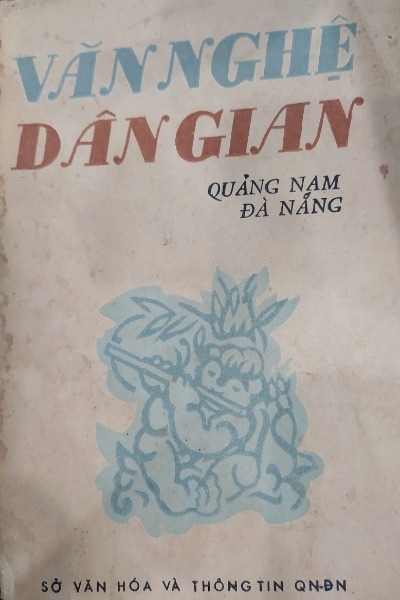 VĂN NGHỆ
DÂN GIAN
QUẢNG NAM
ĐÀ NẴNG
SỞ VĂN HÓA VÀ THÔNG TIN QN-ĐN